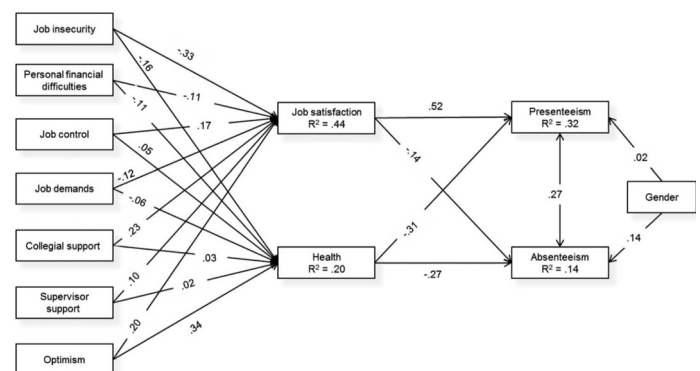 Job insecurity
Personal financial
difficulties
Job control
Job demands
Collegial support
Supervisor
support
Optimism
-.33
-.16
-.11
-.11
.17
.05
-.12
-.06
.23
.03
.10
.02
.20
.34
Job satisfaction
R² = .44
Health
R² = .20
.52
-.14
-.31
-.27
Presenteeism
R² = .32
.27
Absenteeism
R² = .14
.02
Gender
.14